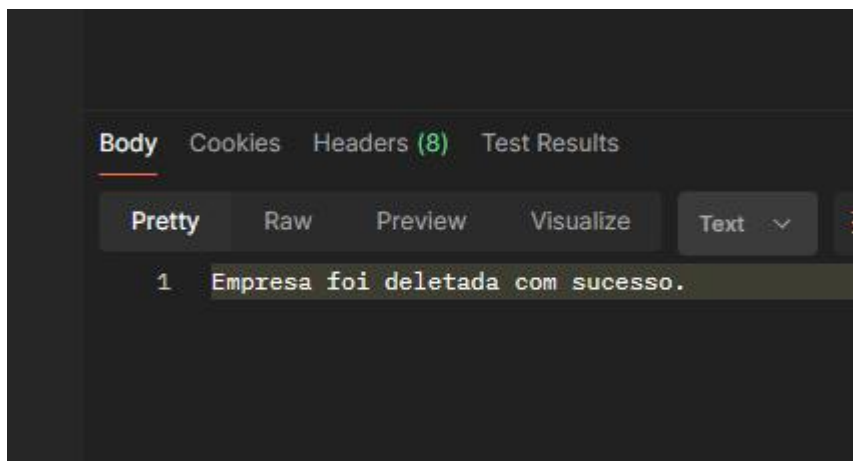 Body Cookies Headers (8) Test Results
Pretty Raw Preview Visualize Text
1 Empresa foi deletada com sucesso.